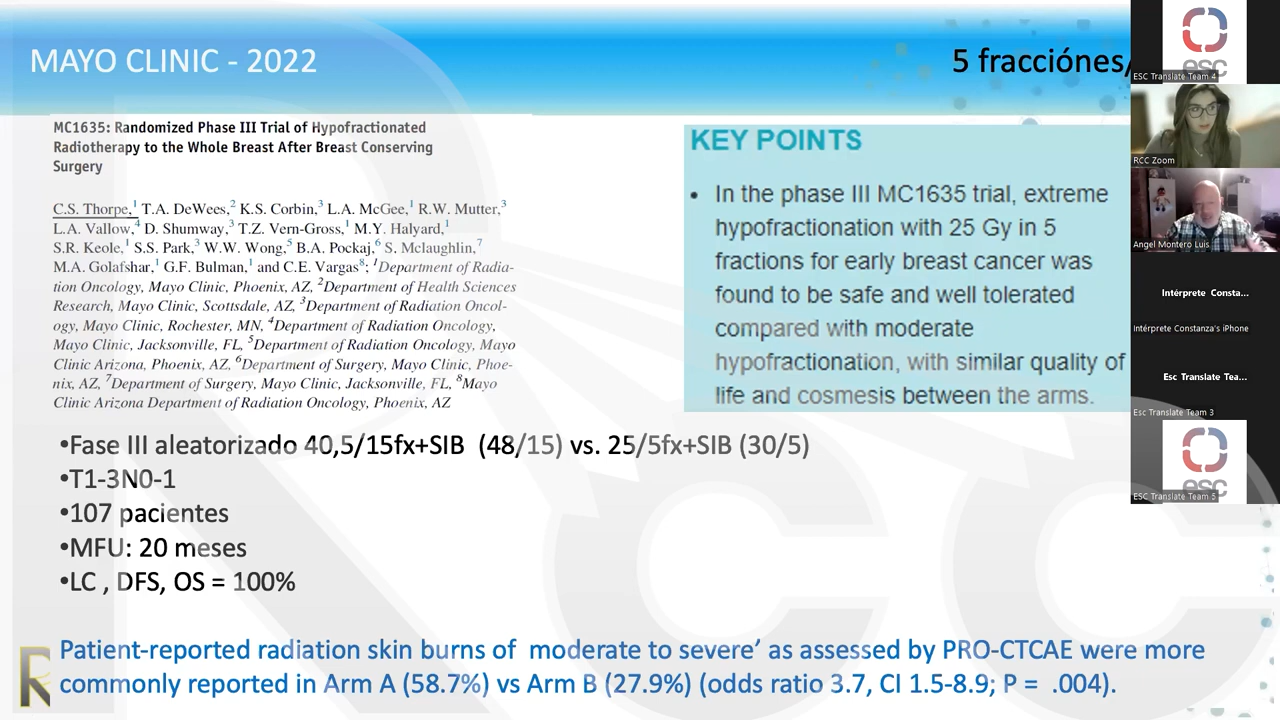 MAYO CLINIC - 2022
5 fracciónes/
MC1635: Randomized Phase III Trial of Hypofractionated
Radiotherapy to the Whole Breast After Breast Conserving
Surgery
C.S. Thorpe,1 T.A. DeWees,2 K.S. Corbin,3 L.A. McGee,1 R.W. Mutter,3
L.A. Vallow,4 D. Shumway,3 T.Z. Vern-Gross,1 M.Y. Halyard,1
S.R. Keole,1 S.S. Park,3 W.W. Wong,5 B.A. Pockaj,6 S. Mclaughlin,7
M.A. Golafshar,1 G.F. Bulman,1 and C.E. Vargas8; 1Department of Radia-
tion Oncology, Mayo Clinic, Phoenix, AZ, 2Department of Health Sciences
Research, Mayo Clinic, Scottsdale, AZ, 3Department of Radiation Oncol-
ogy, Mayo Clinic, Rochester, MN, 4Department of Radiation Oncology,
Mayo Clinic, Jacksonville, FL, 5Department of Radiation Oncology, Mayo
Clinic Arizona, Phoenix, AZ, 6Department of Surgery, Mayo Clinic, Phoe-
nix, AZ, 7Department of Surgery, Mayo Clinic, Jacksonville, FL, 8Mayo
Clinic Arizona Department of Radiation Oncology, Phoenix, AZ
KEY POINTS
• In the phase III MC1635 trial, extreme
hypofractionation with 25 Gy in 5
fractions for early breast cancer was
found to be safe and well tolerated
compared with moderate
hypofractionation, with similar quality of
life and cosmesis between the arms.
•Fase III aleatorizado 40,5/15fx+SIB (48/15) vs. 25/5fx+SIB (30/5)
•T1-3N0-1
•107 pacientes
•MFU: 20 meses
•LC , DFS, OS = 100%
Patient-reported radiation skin burns of moderate to severe’ as assessed by PRO-CTCAE were more
commonly reported in Arm A (58.7%) vs Arm B (27.9%) (odds ratio 3.7, CI 1.5-8.9; P = .004).
R
RCC
esc
ESC Translate Team 4
RCC Zoom
Angel Montero Luis
Intérprete Consta...
Intérprete Constanza's iPhone
Esc Translate Tea...
Esc Translate Team 3
esc
ESC Translate Team 5